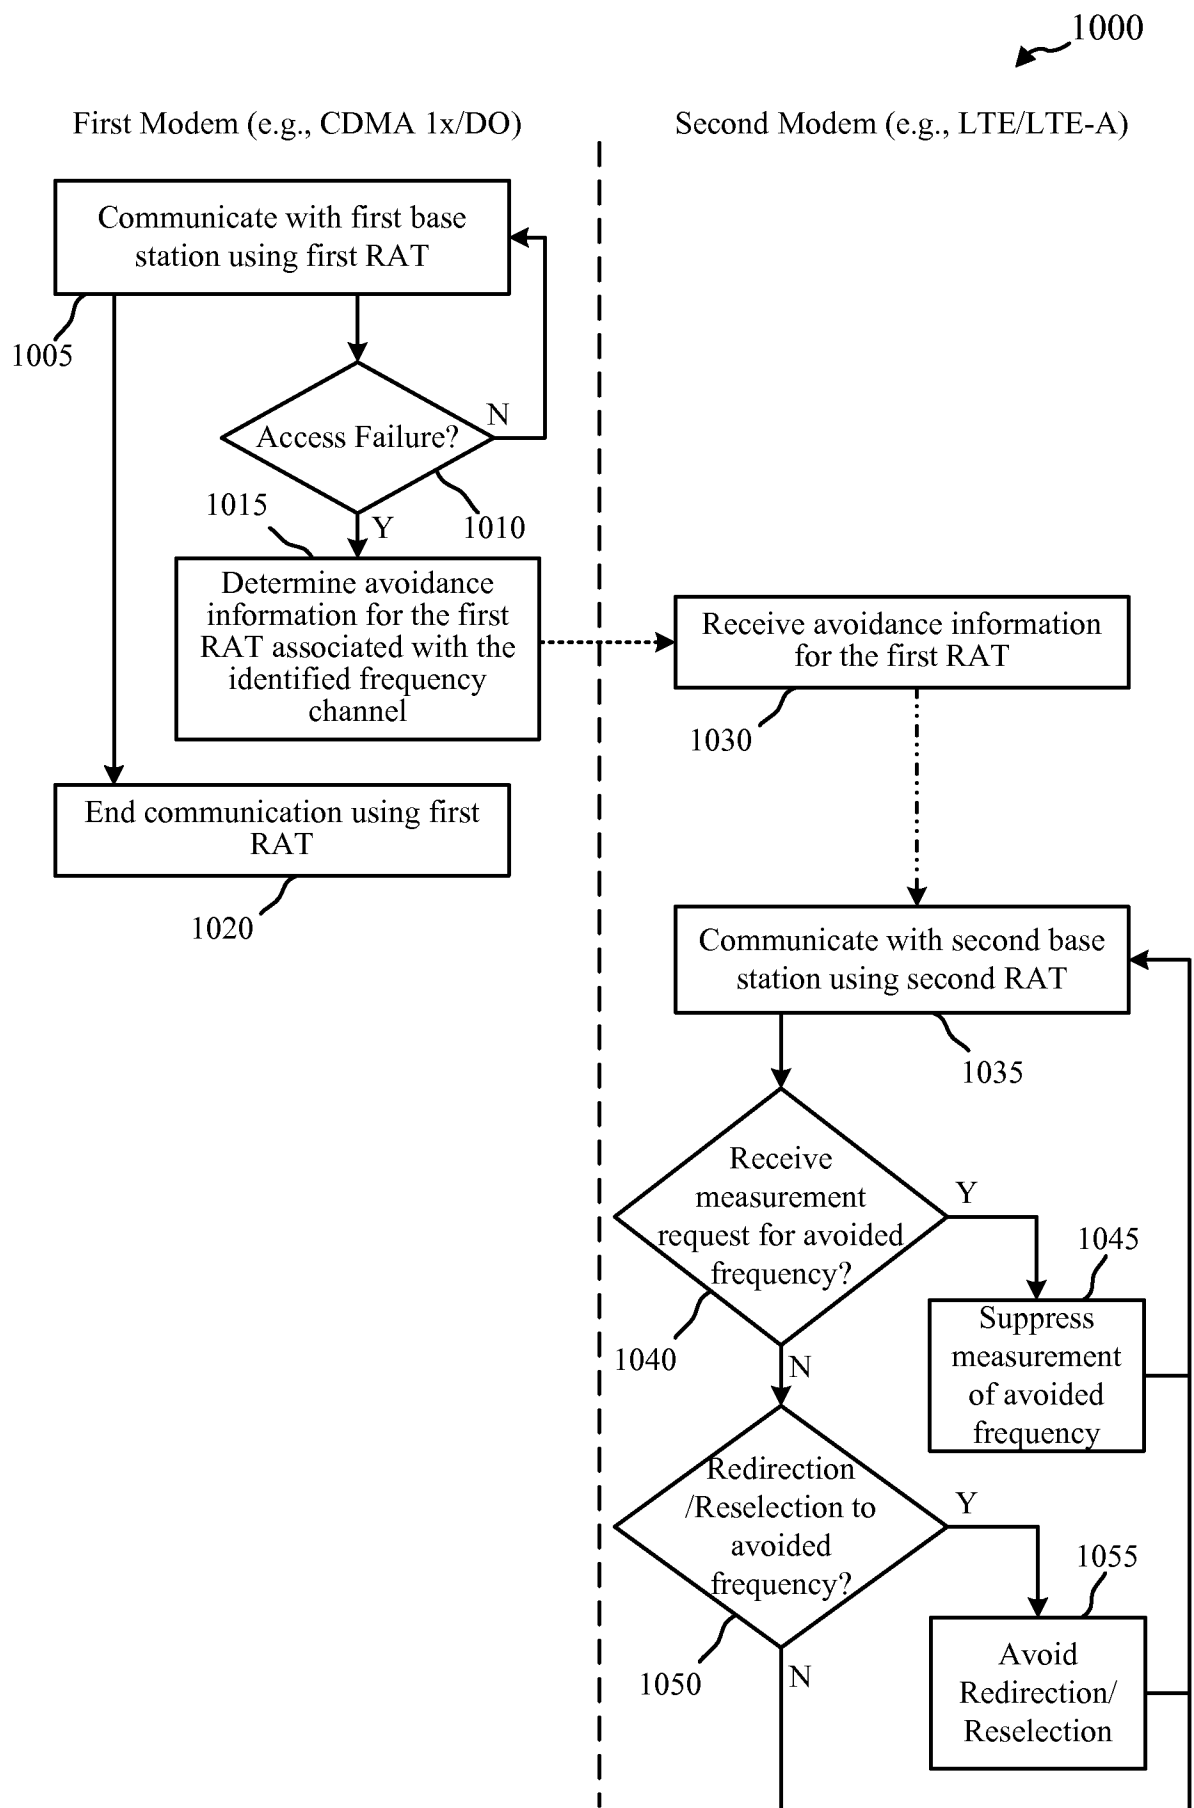 1000
First Modem (e.g., CDMA 1x/DO)
Second Modem (e.g., LTE/LTE-A)
Communicate with first base
station using first RAT
1005
N
Access Failure?
1010
Y
1015
Determine avoidance
information for the first
RAT associated with the
identified frequency
channel
Receive avoidance information
for the first RAT
1030
End communication using first
RAT
1020
Communicate with second base
station using second RAT
1035
Receive
measurement
request for avoided
frequency?
Y
1040
N
1045
Suppress
measurement
of avoided
frequency
Redirection
/Reselection to
avoided
frequency?
Y
1050
N
1055
Avoid
Redirection/
Reselection